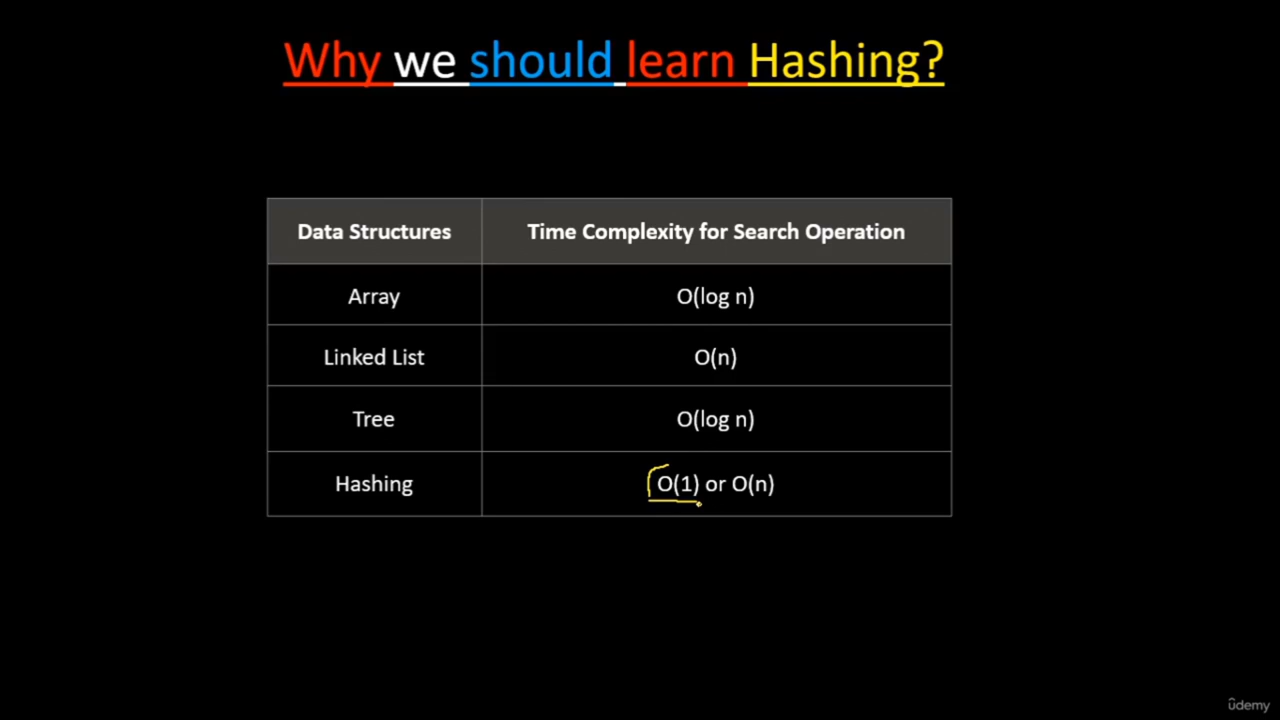 Why we should learn Hashing?
Data Structures Time Complexity for Search Operation
Array O(log n)
Linked List O(n)
Tree O(log n)
Hashing O(1) or O(n)
ûdemy